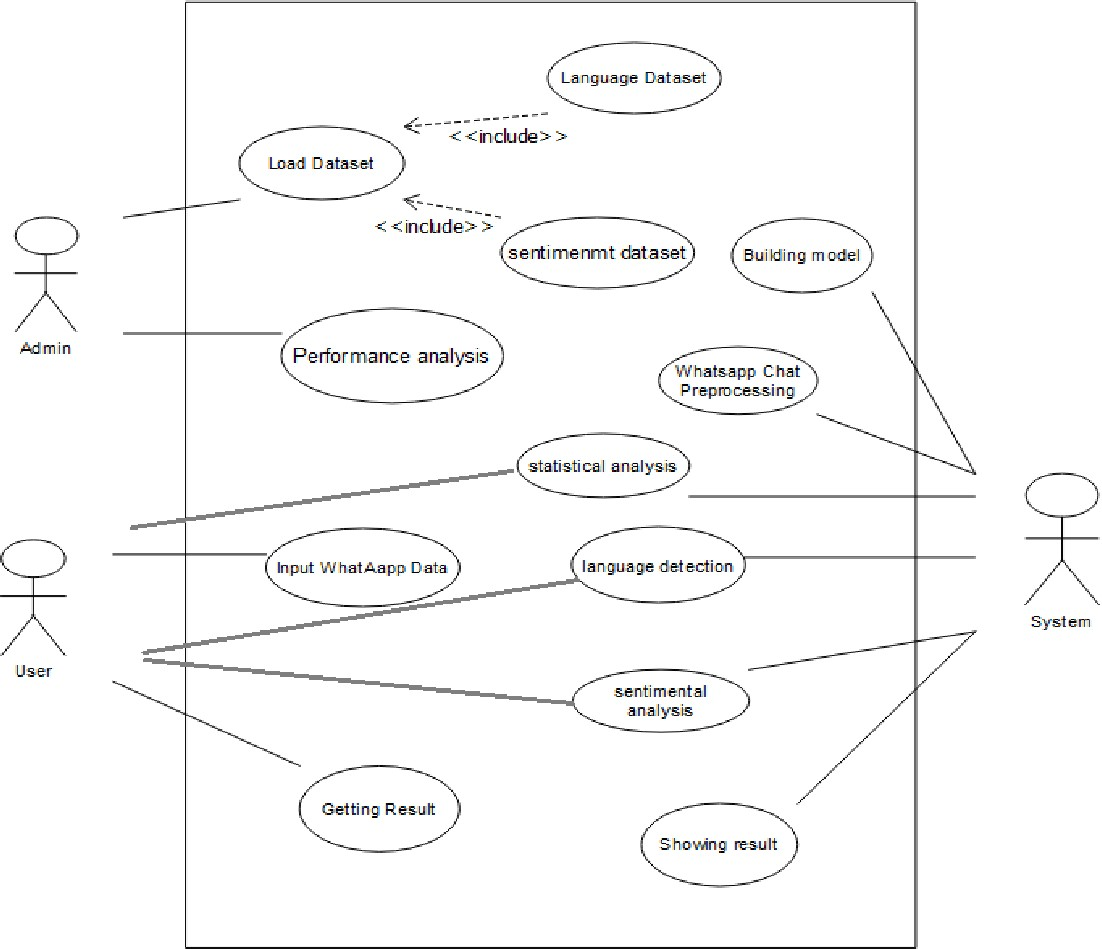 Language Dataset
< <include> >
Load Dataset
< <include> >
sentimenmt dataset
Building model
Admin
Performance analysis
Whatsapp Chat
Preprocessing
statistical analysis
Input WhatAapp Data
language detection
System
User
sentimental
analysis
Getting Result
Showing result